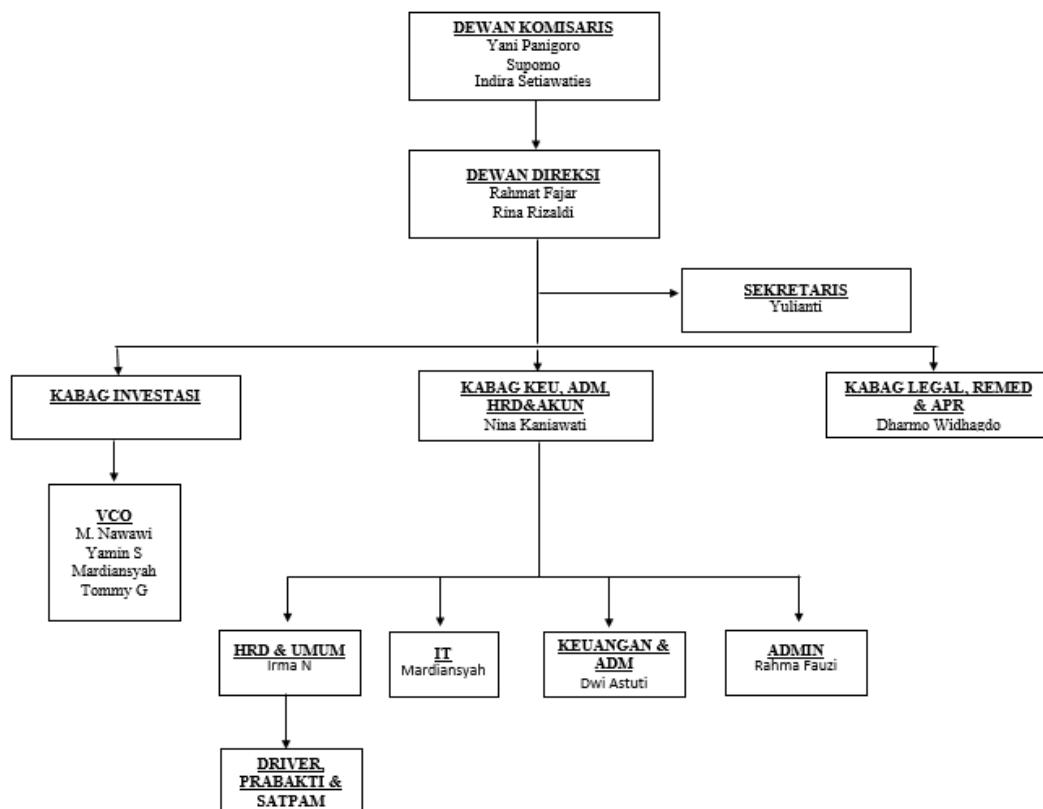 DEWAN KOMISARIS
Yani Panigoro
Supomo
Indira Setiawaties
DEWAN DIREKSI
Rahmat Fajar
Rina Rizaldi
SEKRETARIS
Yulianti
KABAG INVESTASI
KABAG KEU, ADM,
HRD&AKUN
Nina Kaniawati
KABAG LEGAL, REMED
& APR
Dharmo Widhagdo
VCO
M. Nawawi
Yamin S
Mardiansyah
Tommy G
HRD & UMUM
Irma N
IT
Mardiansyah
KEUANGAN &
ADM
Dwi Astuti
ADMIN
Rahma Fauzi
DRIVER,
PRABAKTI &
SATPAM